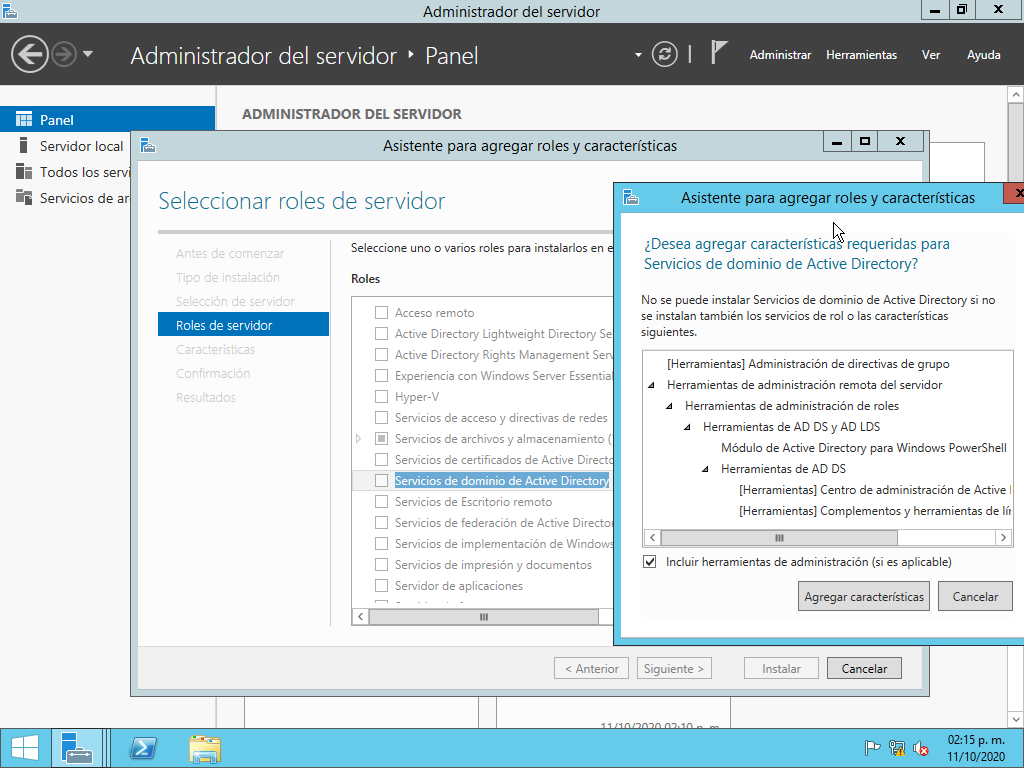 Administrador del servidor
Administrador del servidor
Panel
Administrar
Herramientas
Ver
Ayuda
Panel
Servidor local
Todos los servi
Servicios de ar
ADMINISTRADOR DEL SERVIDOR
Asistente para agregar roles y características
Seleccionar roles de servidor
Antes de comenzar
Tipo de instalación
Selección de servidor
Roles de servidor
Características
Confirmación
Resultados
Seleccione uno o varios roles para instalarlos en e
Roles
Acceso remoto
Active Directory Lightweight Directory Se
Active Directory Rights Management Serv
Experiencia con Windows Server Essential
Hyper-V
Servicios de acceso y directivas de redes
Servicios de archivos y almacenamiento (
Servicios de certificados de Active Directo
Servicios de dominio de Active Directory
Servicios de Escritorio remoto
Servicios de federación de Active Director
Servicios de implementación de Windows
Servicios de impresión y documentos
Servidor de aplicaciones
< Anterior
Siguiente >
Instalar
Cancelar
Asistente para agregar roles y características
¿Desea agregar características requeridas para
Servicios de dominio de Active Directory?
No se puede instalar Servicios de dominio de Active Directory si no
se instalan también los servicios de rol o las características
siguientes.
[Herramientas] Administración de directivas de grupo
Herramientas de administración remota del servidor
Herramientas de administración de roles
Herramientas de AD DS y AD LDS
Módulo de Active Directory para Windows PowerShell
Herramientas de AD DS
[Herramientas] Centro de administración de Active
[Herramientas] Complementos y herramientas de lí
Incluir herramientas de administración (si es aplicable)
Agregar características
Cancelar
11/10/2020 02:10 p. m.
02:15 p. m.
11/10/2020